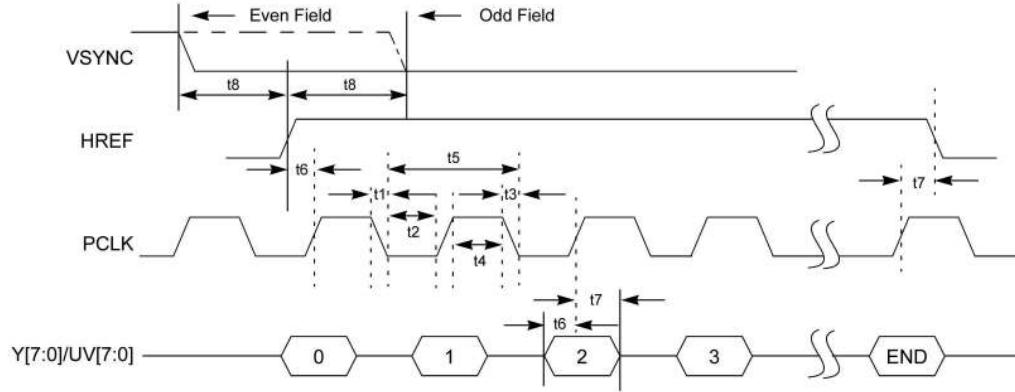 Even Field
Odd Field
VSYNC
t8
t8
HREF
t6
t5
t1
t3
t7
t2
PCLK
t4
t7
t6
Y[7:0]/UV[7:0]
0
1
2
3
END